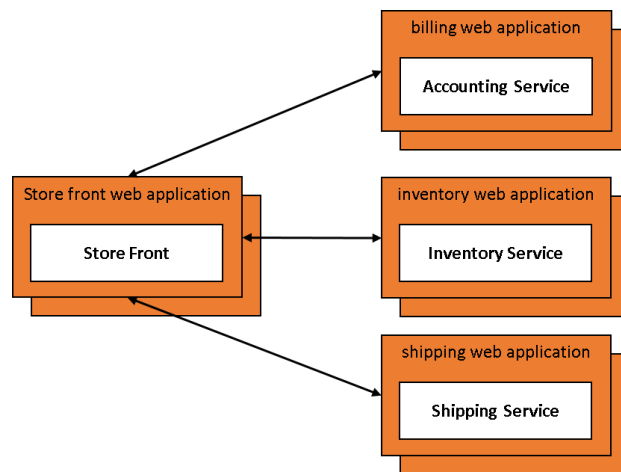 billing web application
Accounting Service
Store front web application
Store Front
inventory web application
Inventory Service
shipping web application
Shipping Service